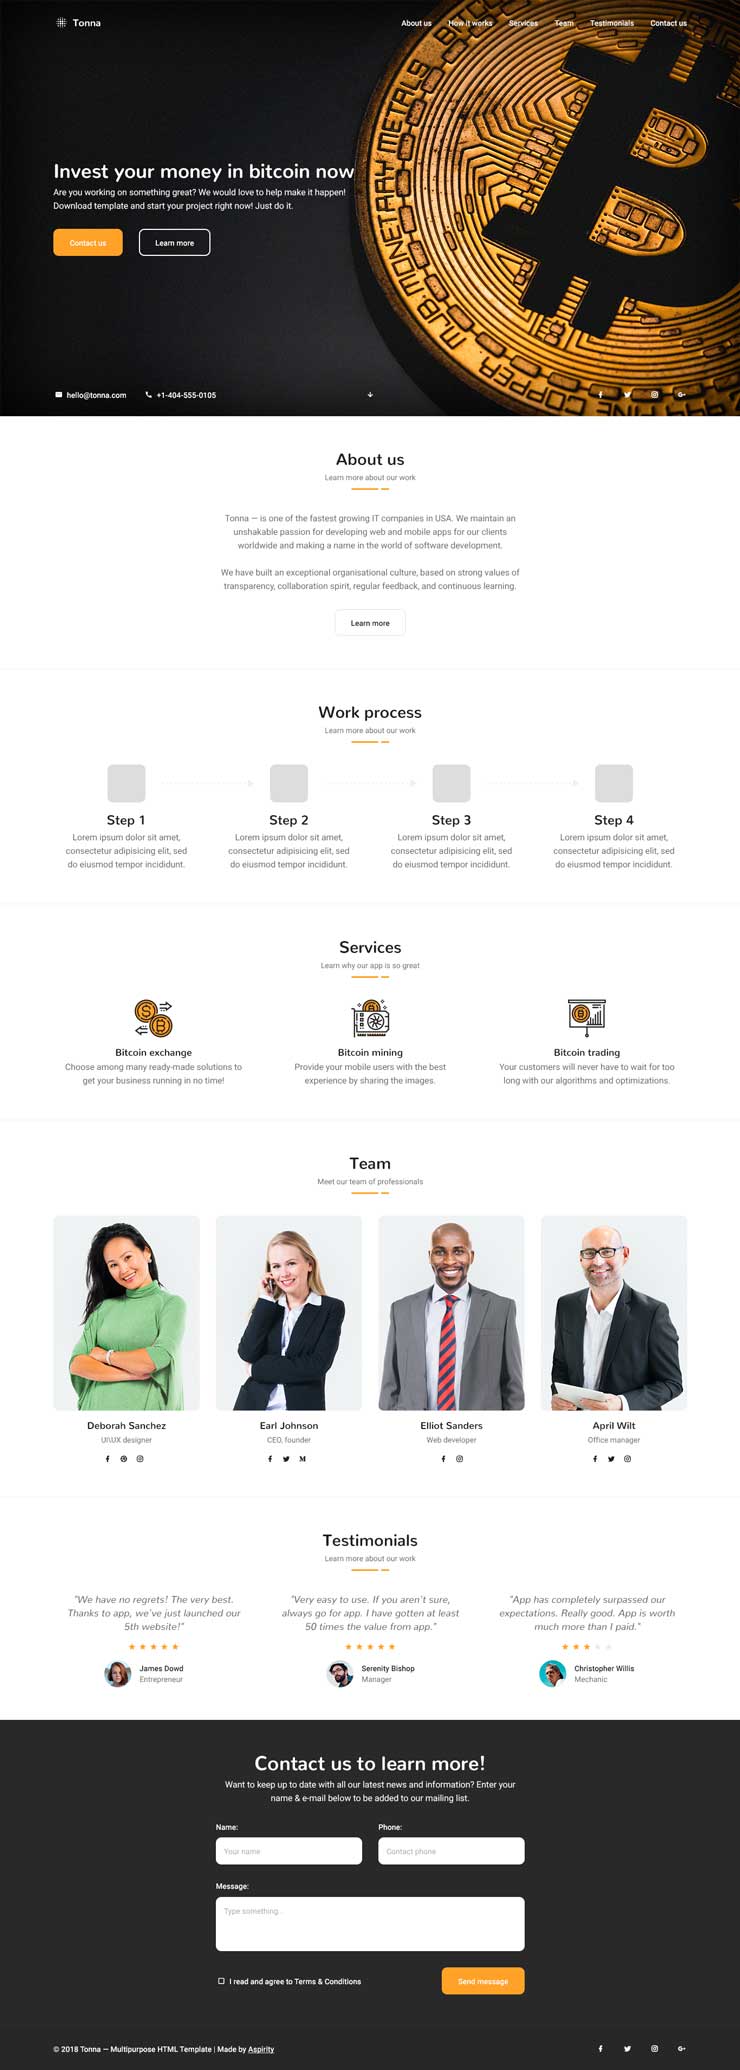 Tonna
About us How it works Services Team Testimonials Contact us
METALS
MONETARY
MJB MONETARY METALS
COPPER
Invest your money in bitcoin now
Are you working on something great? We would love to help make it happen!
Download template and start your project right now! Just do it.
Contact us Learn more
hello@tonna.com +1-404-555-0105
About us
Learn more about our work
Tonna — is one of the fastest growing IT companies in USA. We maintain an
unshakable passion for developing web and mobile apps for our clients
worldwide and making a name in the world of software development.
We have built an exceptional organisational culture, based on strong values of
transparency, collaboration spirit, regular feedback, and continuous learning.
Learn more
Work process
Learn more about our work
Step 1 Step 2 Step 3 Step 4
Lorem ipsum dolor sit amet, Lorem ipsum dolor sit amet, Lorem ipsum dolor sit amet, Lorem ipsum dolor sit amet,
consectetur adipisicing elit, sed consectetur adipisicing elit, sed consectetur adipisicing elit, sed consectetur adipisicing elit, sed
do eiusmod tempor incididunt. do eiusmod tempor incididunt. do eiusmod tempor incididunt. do eiusmod tempor incididunt.
Services
Learn why our app is so great
Bitcoin exchange Bitcoin mining Bitcoin trading
Choose among many ready-made solutions to Provide your mobile users with the best Your customers will never have to wait for too
get your business running in no time! experience by sharing the images. long with our algorithms and optimizations.
Team
Meet our team of professionals
Deborah Sanchez Earl Johnson Elliot Sanders April Wilt
UI\UX designer CEO, founder Web developer Office manager
Testimonials
Learn more about our work
"We have no regrets! The very best. "Very easy to use. If you aren't sure, "App has completely surpassed our
Thanks to app, we've just launched our always go for app. I have gotten at least expectations. Really good. App is worth
5th website!" 50 times the value from app." much more than I paid."
James Dowd Serenity Bishop Christopher Willis
Entrepreneur Manager Mechanic
Contact us to learn more!
Want to keep up to date with all our latest news and information? Enter your
name & e-mail below to be added to our mailing list.
Name: Phone:
Your name Contact phone
Message:
Type something...
I read and agree to Terms & Conditions Send message
© 2018 Tonna — Multipurpose HTML Template | Made by Aspirity